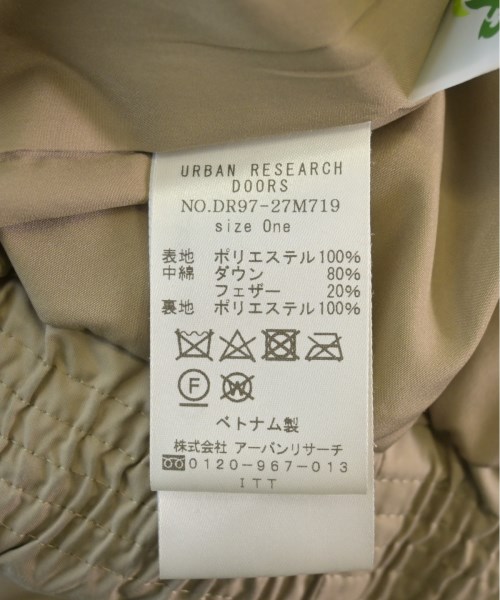 URBAN RESEARCH
DOORS
NO.DR97-27M719
size One
表地 ポリエステル100%
中綿 ダウン 80%
フェザー 20%
裏地 ポリエステル100%
F W
ベトナム製
株式会社 アーバンリサーチ
0120-967-013
ITT